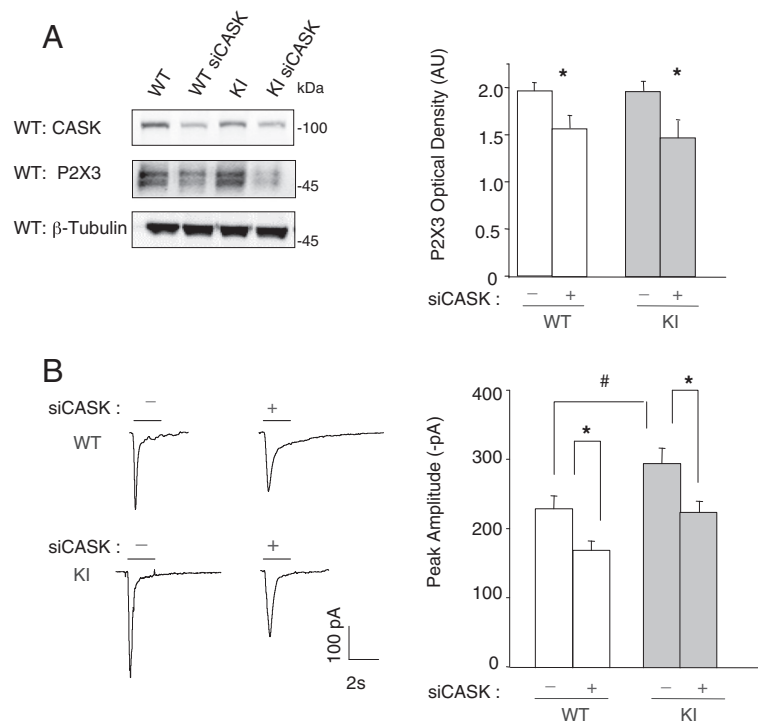 A
WT
WT siCASK
KI
KI siCASK
kDa
WT: CASK
-100
WT: P2X3
-45
WT: β-Tubulin
-45
P2X3 Optical Density (AU)
2.0
1.5
1.0
0.5
0
* *
siCASK : − + − +
WT KI
B
siCASK : − +
WT
siCASK : − +
KI
100 pA
2s
Peak Amplitude (-pA)
400
300
200
100
0
# * *
siCASK : − + − +
WT KI